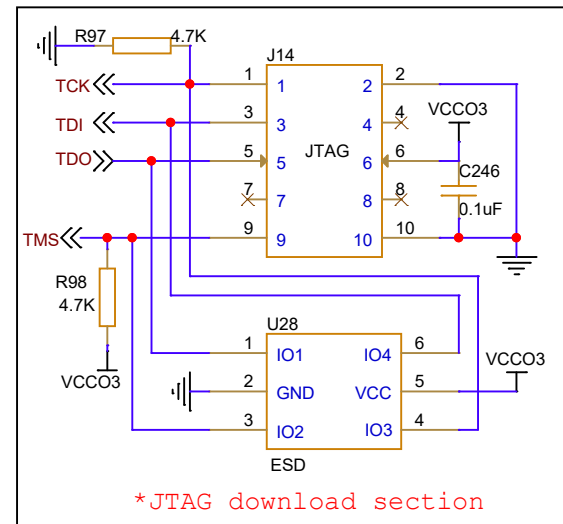 R97 4.7K
J14
TCK 1 1 2 2
TDI 3 3 4 4 VCCO3
TDO 5 5 JTAG 6 6
C246
7 7 8 8 0.1uF
TMS 9 9 10 10
R98
4.7K
U28
1 IO1 IO4 6
VCCO3 2 GND VCC 5 VCCO3
3 IO2 IO3 4
ESD
*JTAG download section